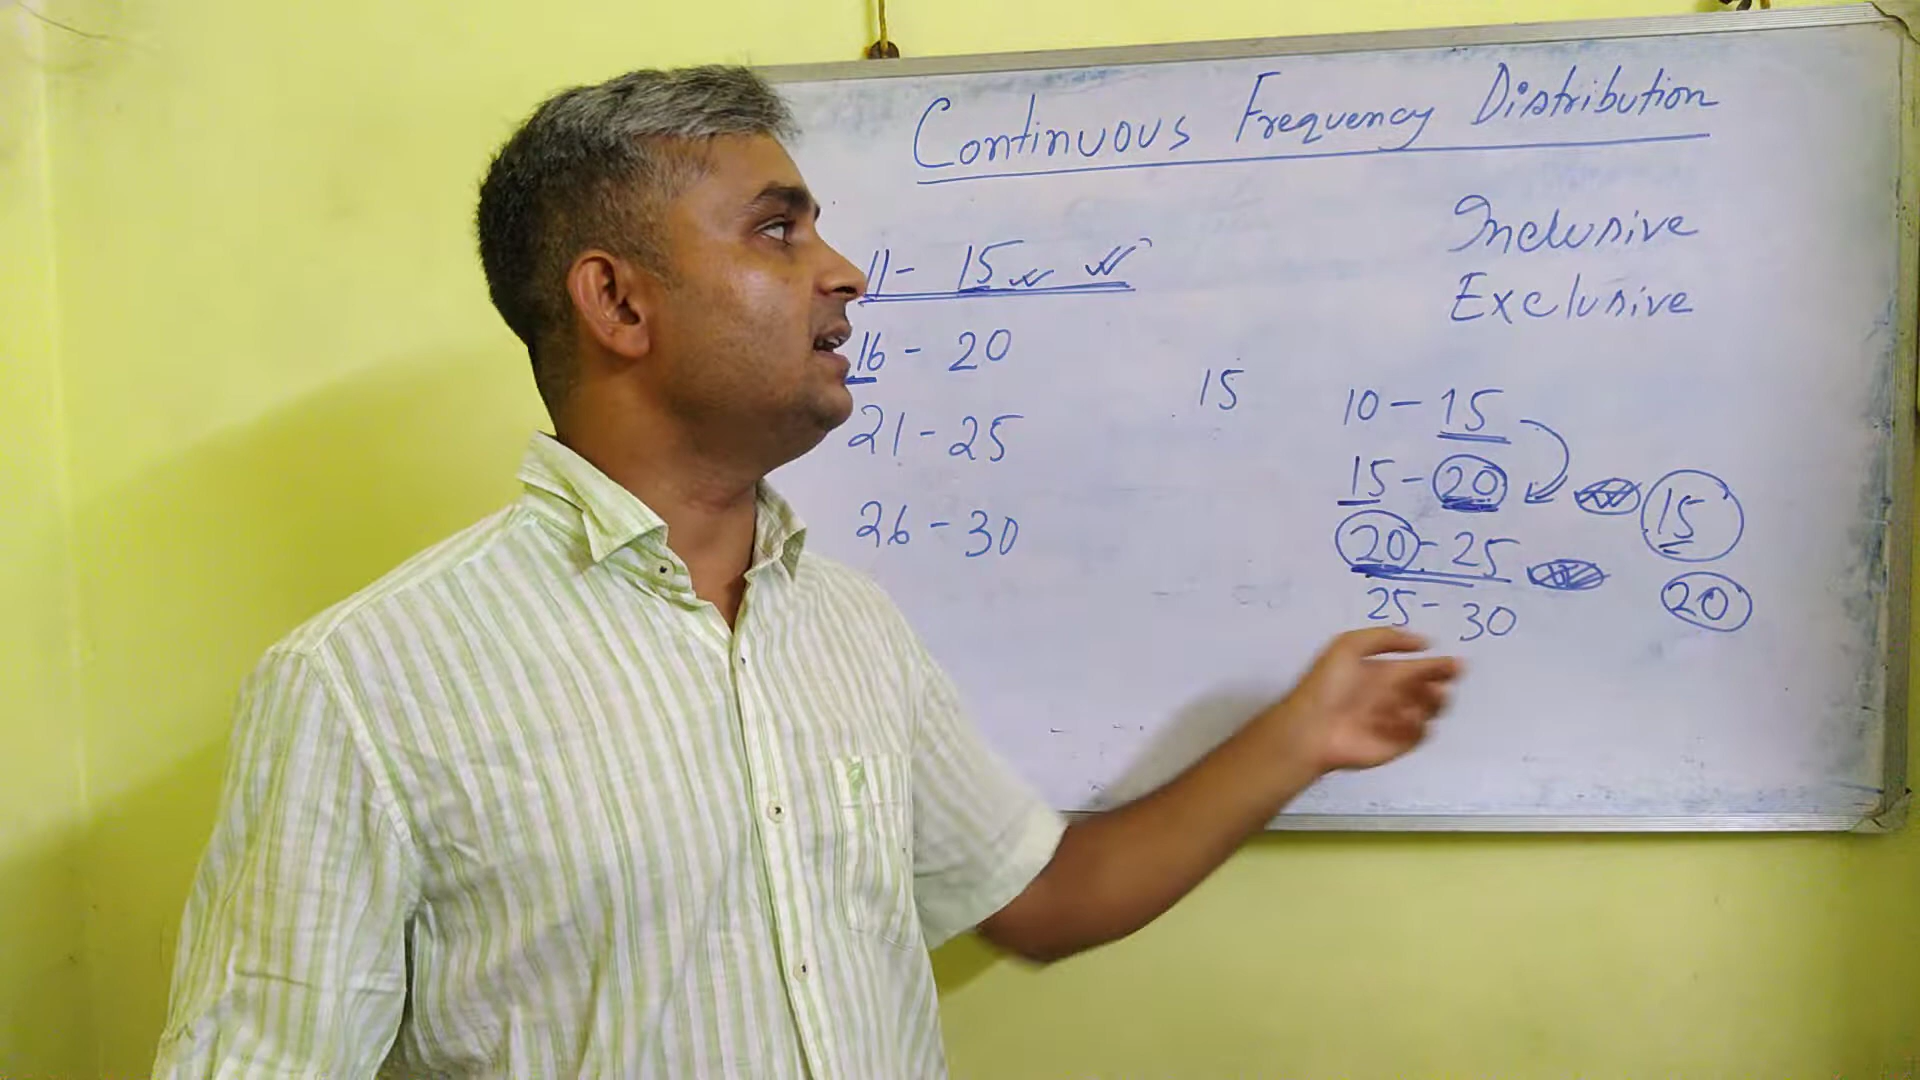 Continuous Frequency Distribution
Inclusive
Exclusive
11 - 15
16 - 20
21 - 25
26 - 30
15
10 - 15
15 - 20
15
20 - 25
20
25 - 30